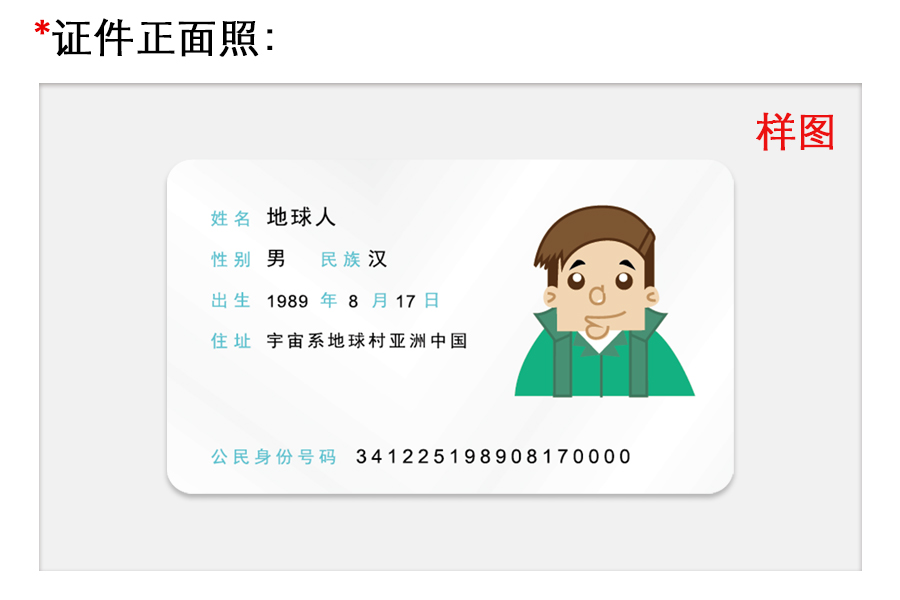 *证件正面照:
样图
姓名 地球人
性别 男 民族 汉
出生 1989 年 8 月 17 日
住址 宇宙系地球村亚洲中国
公民身份号码 341225198908170000